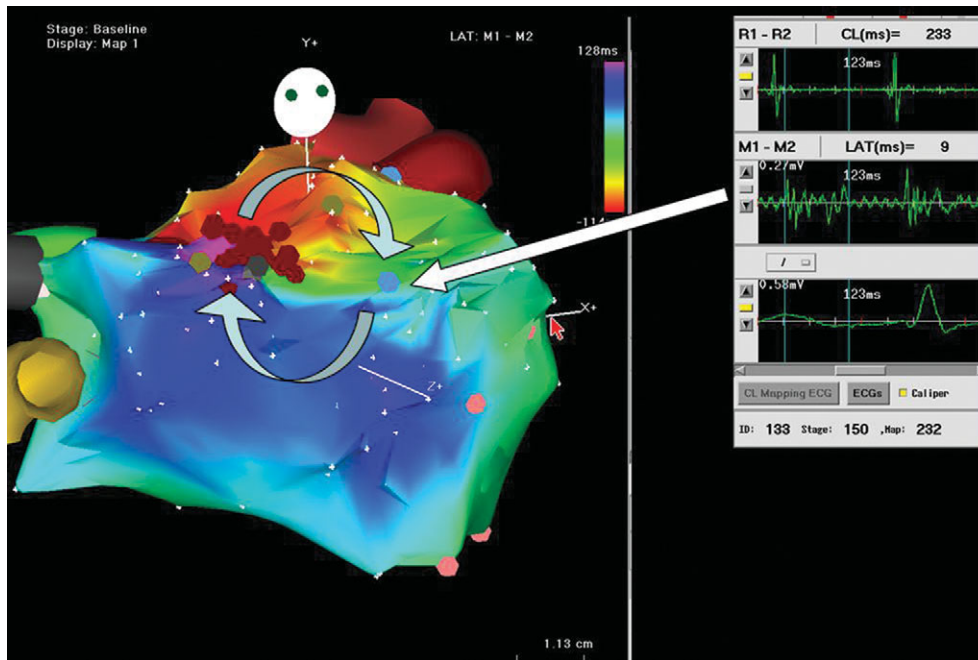 Stage: Baseline
Display: Map 1
LAT: M1 - M2
Y+
128ms
X+
Z+
1.13 cm
R1 - R2 CL(ms)= 233
123ms
M1 - M2 LAT(ms)= 9
0.27mV
123ms
/
0.58mV
123ms
CL Mapping ECG ECGs Caliper
ID: 133 Stage: 150 ,Map: 232